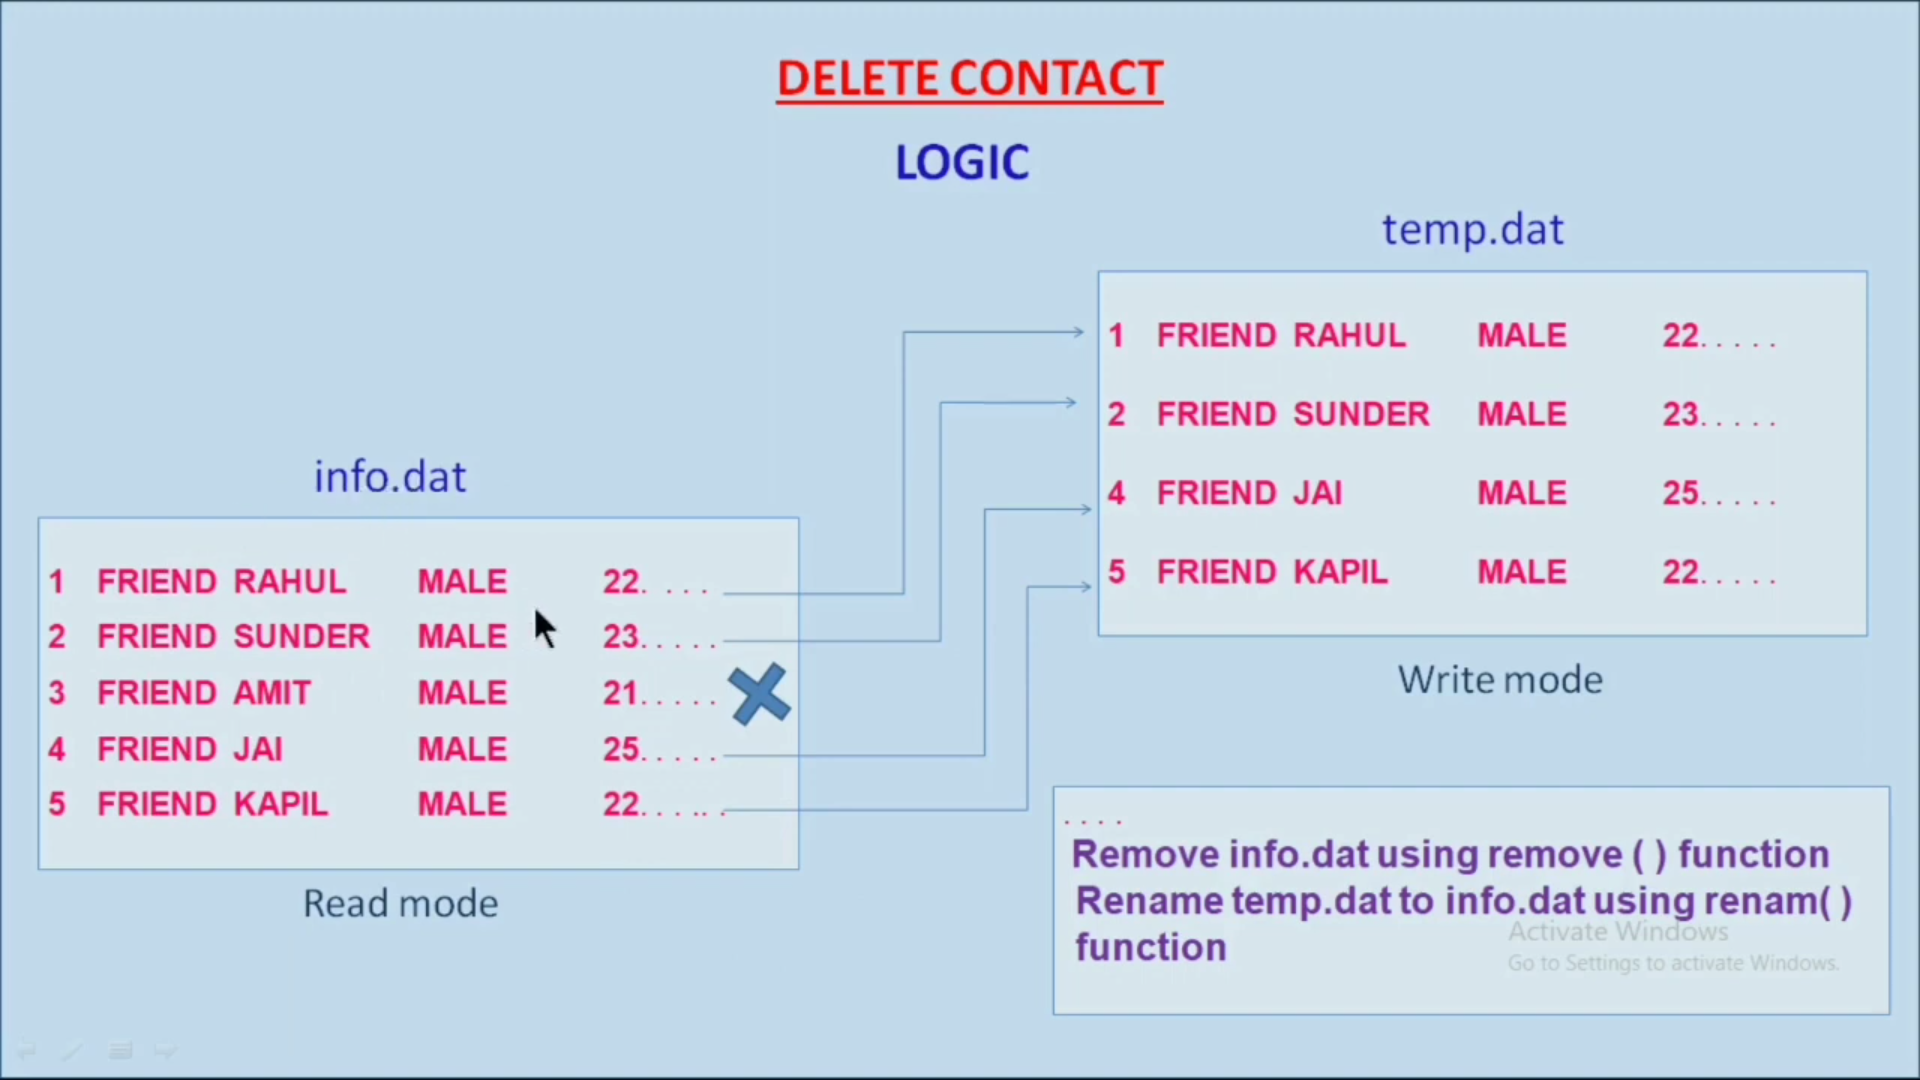 DELETE CONTACT
LOGIC
temp.dat
1 FRIEND RAHUL MALE 22. . . . .
2 FRIEND SUNDER MALE 23. . . . .
4 FRIEND JAI MALE 25. . . . .
5 FRIEND KAPIL MALE 22. . . . .
Write mode
info.dat
1 FRIEND RAHUL MALE 22. . . .
2 FRIEND SUNDER MALE 23. . . . .
3 FRIEND AMIT MALE 21. . . . .
4 FRIEND JAI MALE 25. . . . .
5 FRIEND KAPIL MALE 22. . . . .. .
Read mode
. . . .
Remove info.dat using remove ( ) function
Rename temp.dat to info.dat using renam( )
function
Activate Windows
Go to Settings to activate Windows.